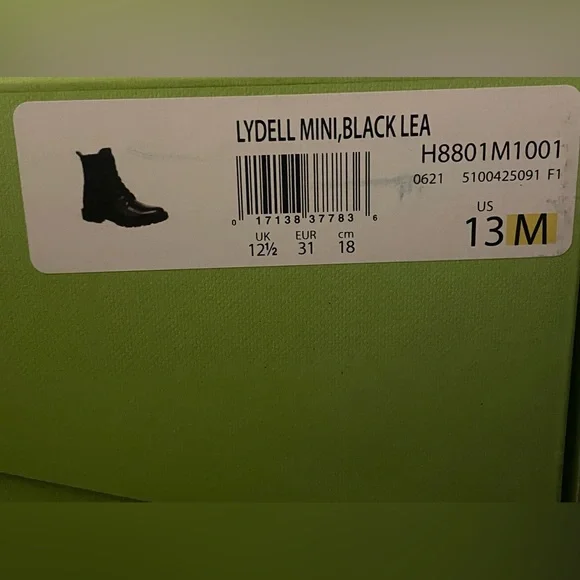 LYDELL MINI,BLACK LEA
H8801M1001
0621 5100425091 F1
0 17138 37783 6
UK EUR cm
12½ 31 18
US
13 M